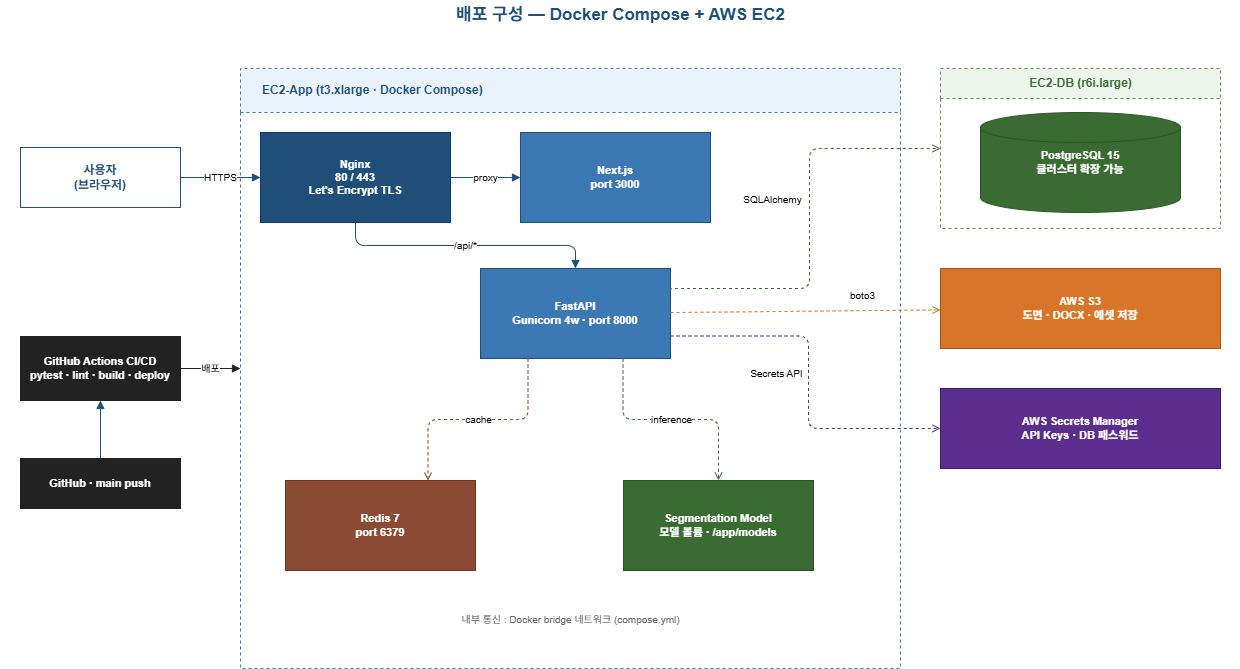 배포 구성 — Docker Compose + AWS EC2
EC2-App (t3.xlarge · Docker Compose)
EC2-DB (r6i.large)
사용자
(브라우저)
HTTPS
Nginx
80 / 443
Let's Encrypt TLS
proxy
Next.js
port 3000
PostgreSQL 15
클러스터 확장 가능
SQLAlchemy
/api/*
FastAPI
Gunicorn 4w · port 8000
boto3
AWS S3
도면 · DOCX · 에셋 저장
GitHub Actions CI/CD
pytest · lint · build · deploy
배포
Secrets API
AWS Secrets Manager
API Keys · DB 패스워드
cache
inference
GitHub · main push
Redis 7
port 6379
Segmentation Model
모델 볼륨 · /app/models
내부 통신 : Docker bridge 네트워크 (compose.yml)